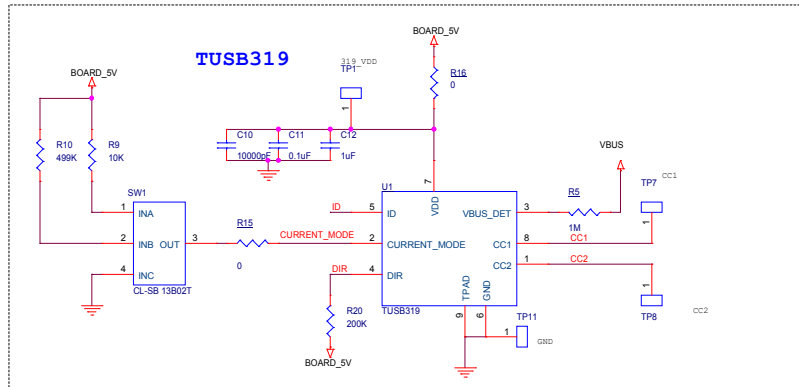 BOARD_5V
TUSB319
319_VDD
TP1
1
R16
0
BOARD_5V
R10
499K
R9
10K
C10
10000pF
C11
0.1uF
C12
1uF
VBUS
SW1
U1
7
VDD
R5
1M
TP7
CC1
1
1
INA
2
INB
OUT
3
4
INC
CL-SB 13B02T
R15
0
CURRENT_MODE
ID
5
ID
2
CURRENT_MODE
DIR
4
DIR
VBUS_DET
3
CC1
8
CC1
CC2
1
CC2
TPAD
GND
9
6
TUSB319
1
TP8
CC2
R20
200K
BOARD_5V
1
TP11
GND